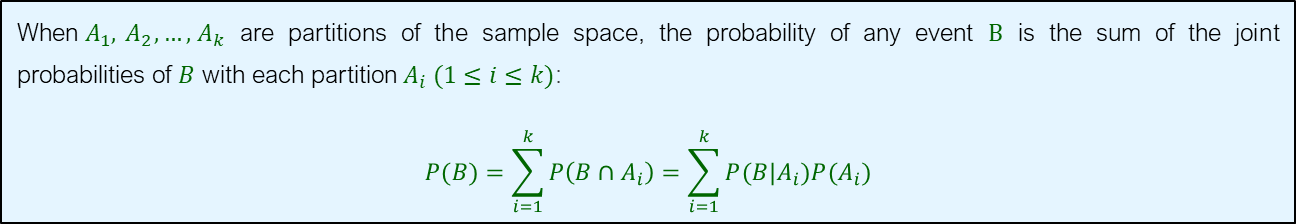 When A₁, A₂, …, Aₖ are partitions of the sample space, the probability of any event B is the sum of the joint
probabilities of B with each partition Aᵢ (1 ≤ i ≤ k):
P(B) = ∑_{i=1}^{k} P(B ∩ Aᵢ) = ∑_{i=1}^{k} P(B|Aᵢ)P(Aᵢ)